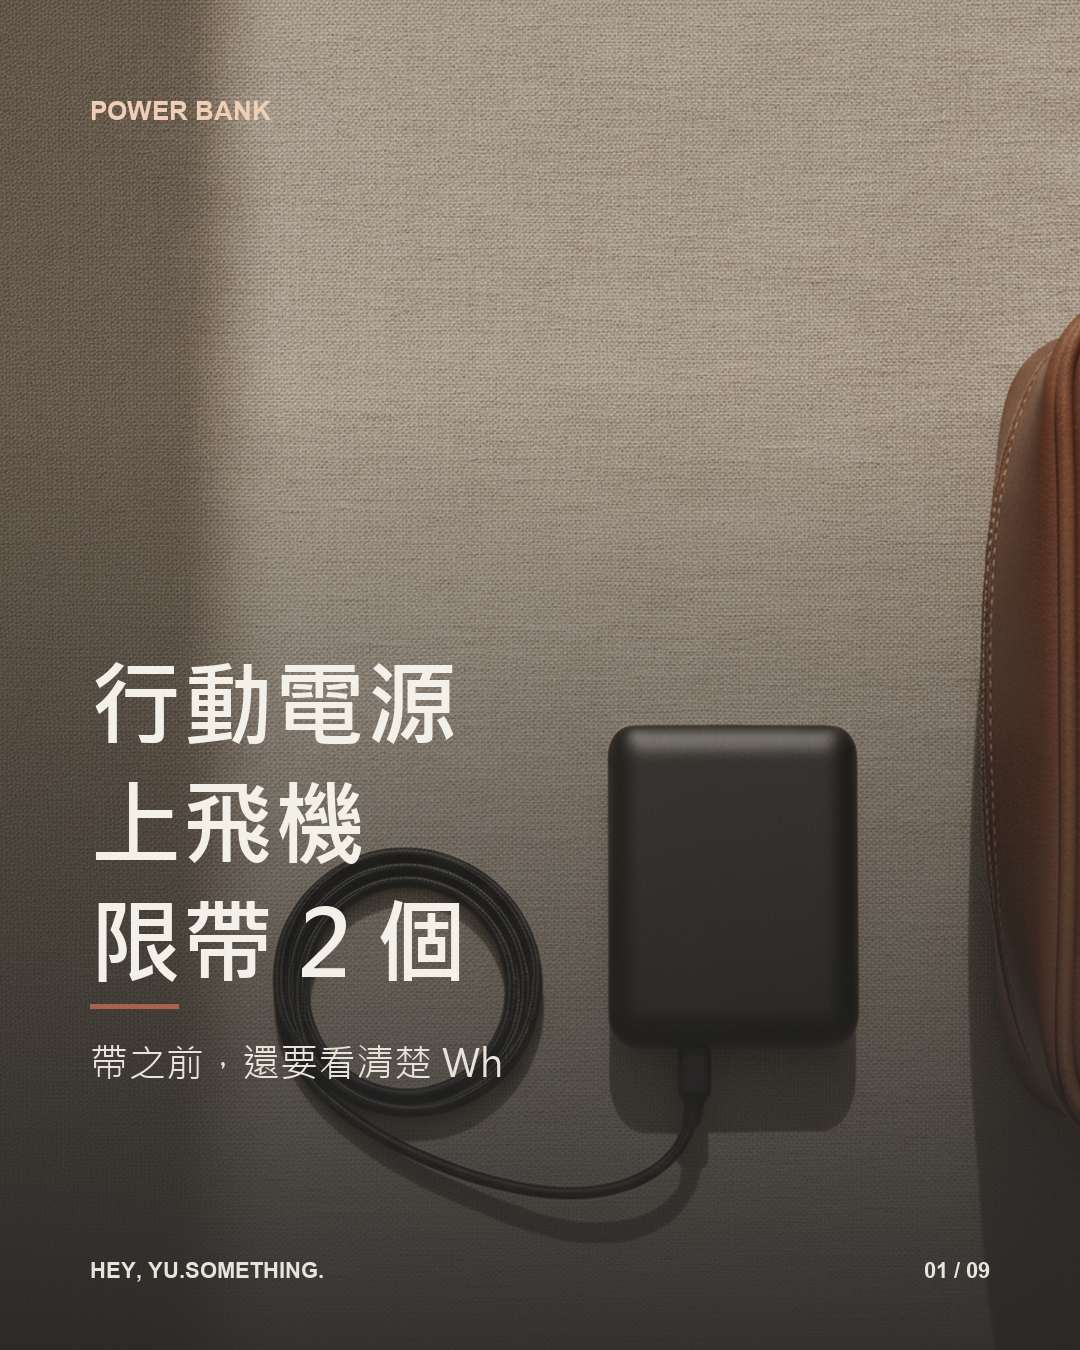 POWER BANK
行動電源
上飛機
限帶 2 個
帶之前，還要看清楚 Wh
HEY, YU.SOMETHING.
01 / 09